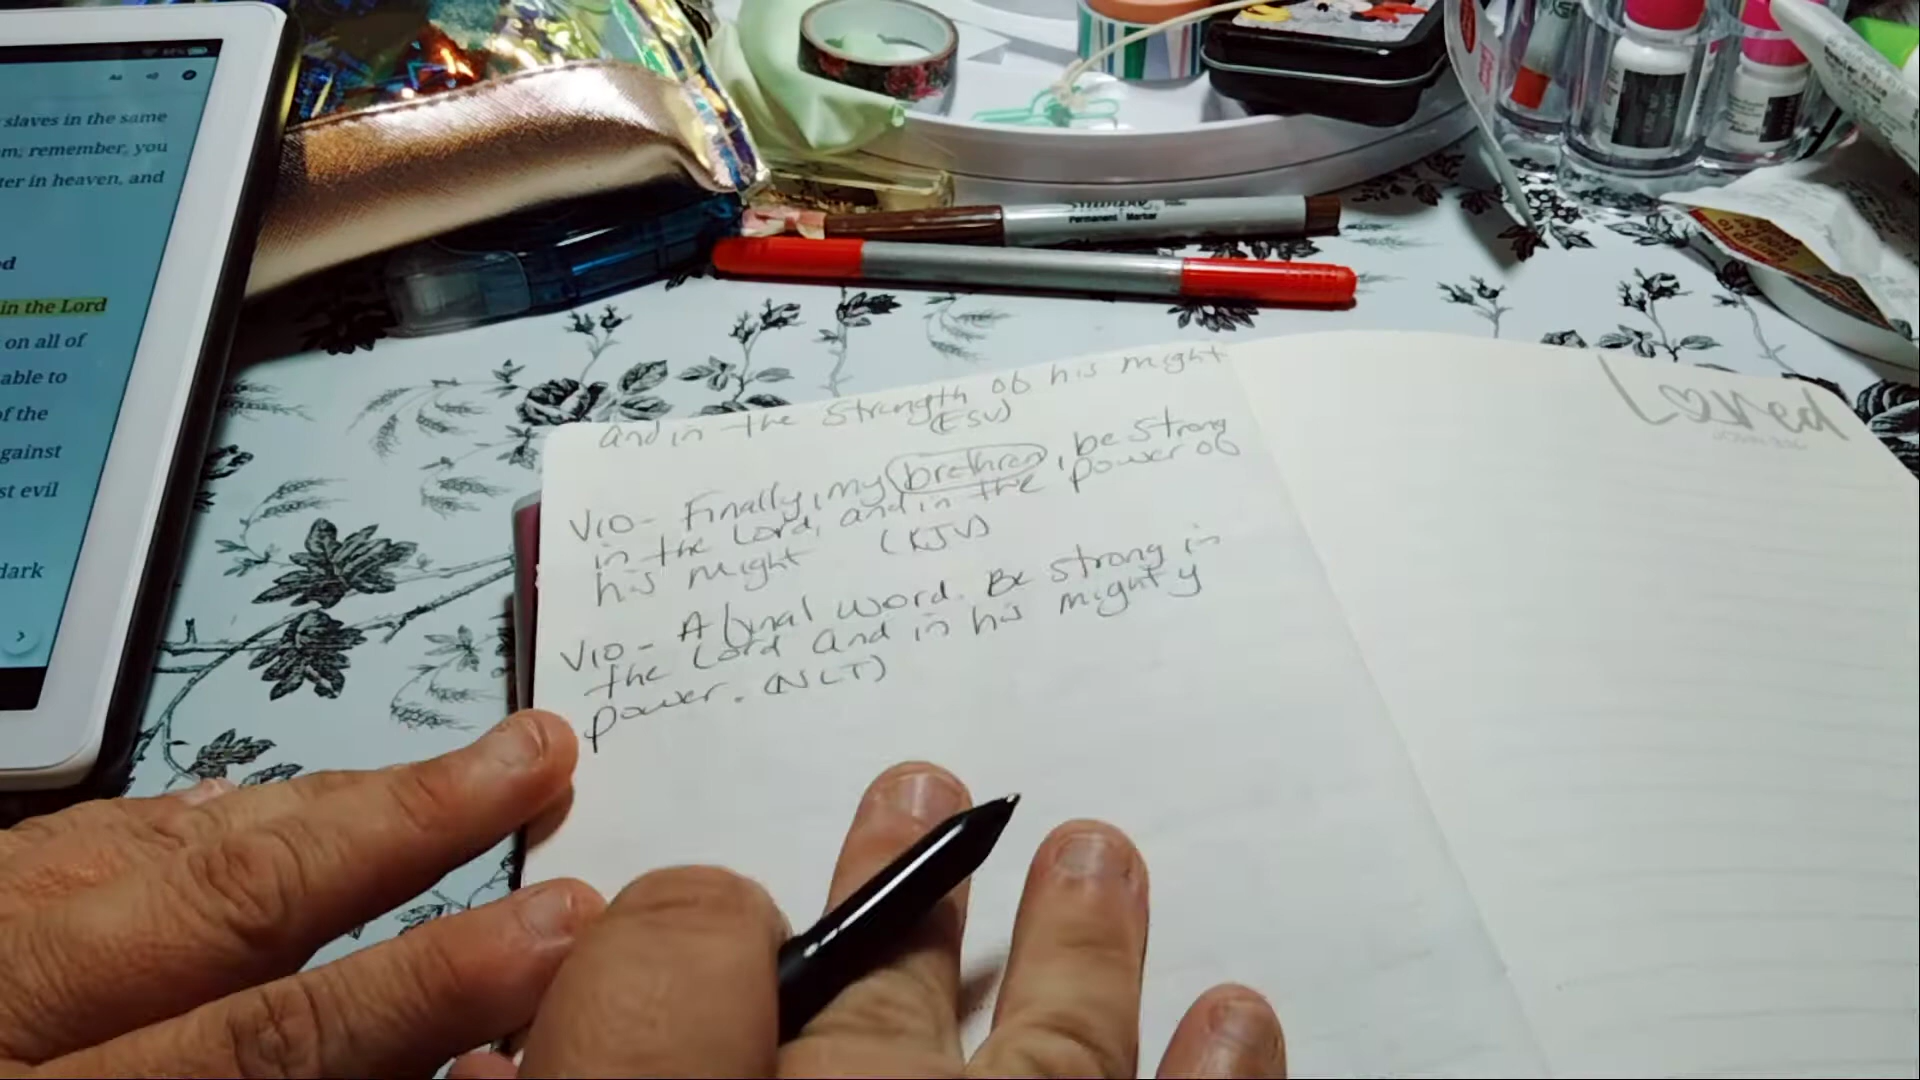 slaves in the same
remember, you
in heaven, and
in the Lord
on all of
able to
of the
against
evil
dark
and in the Strength of his might
(ESV)
V10- Finally, my brethren, be strong
in the Lord, and in the power of
his might (KJV)
V10- A final word. Be strong in
the Lord and in his mighty
power. (NLT)
Loved
Permanent Marker